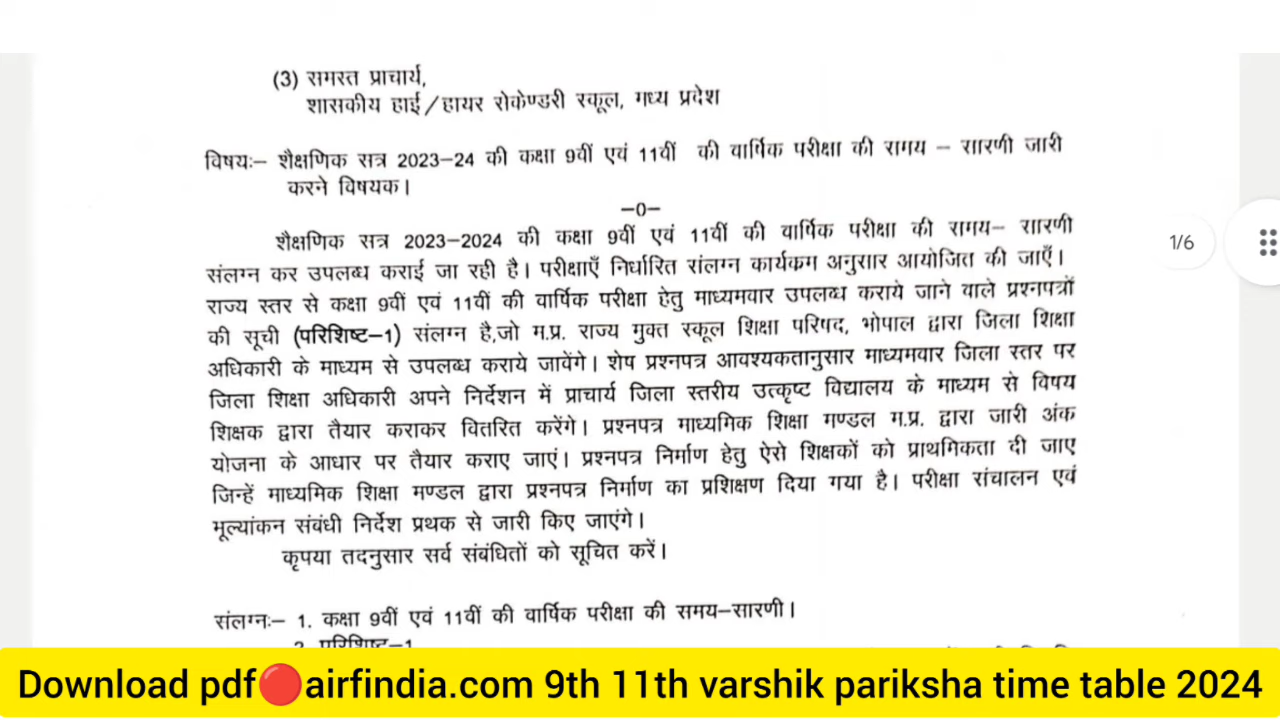 (3) समस्त प्राचार्य,
शासकीय हाई/हायर सेकेण्डरी स्कूल, मध्य प्रदेश
विषयः– शैक्षणिक सत्र 2023–24 की कक्षा 9वीं एवं 11वीं की वार्षिक परीक्षा की समय – सारणी जारी
करने विषयक।
–0–
1/6
शैक्षणिक सत्र 2023–2024 की कक्षा 9वीं एवं 11वीं की वार्षिक परीक्षा की समय– सारणी
संलग्न कर उपलब्ध कराई जा रही है। परीक्षाएँ निर्धारित संलग्न कार्यकम अनुसार आयोजित की जाएँ।
राज्य स्तर से कक्षा 9वीं एवं 11वीं की वार्षिक परीक्षा हेतु माध्यमवार उपलब्ध कराये जाने वाले प्रश्नपत्रों
की सूची (परिशिष्ट–1) संलग्न है,जो म.प्र. राज्य मुक्त स्कूल शिक्षा परिषद, भोपाल द्वारा जिला शिक्षा
अधिकारी के माध्यम से उपलब्ध कराये जावेंगे। शेष प्रश्नपत्र आवश्यकतानुसार माध्यमवार जिला स्तर पर
जिला शिक्षा अधिकारी अपने निर्देशन में प्राचार्य जिला स्तरीय उत्कृष्ट विद्यालय के माध्यम से विषय
शिक्षक द्वारा तैयार कराकर वितरित करेंगे। प्रश्नपत्र माध्यमिक शिक्षा मण्डल म.प्र. द्वारा जारी अंक
योजना के आधार पर तैयार कराए जाएं। प्रश्नपत्र निर्माण हेतु ऐसे शिक्षकों को प्राथमिकता दी जाए
जिन्हें माध्यमिक शिक्षा मण्डल द्वारा प्रश्नपत्र निर्माण का प्रशिक्षण दिया गया है। परीक्षा संचालन एवं
मूल्यांकन संबंधी निर्देश प्रथक से जारी किए जाएंगे।
कृपया तदनुसार सर्व संबंधितों को सूचित करें।
संलग्नः– 1. कक्षा 9वीं एवं 11वीं की वार्षिक परीक्षा की समय–सारणी।
2. परिशिष्ट–1
Download pdf🔴airfindia.com 9th 11th varshik pariksha time table 2024